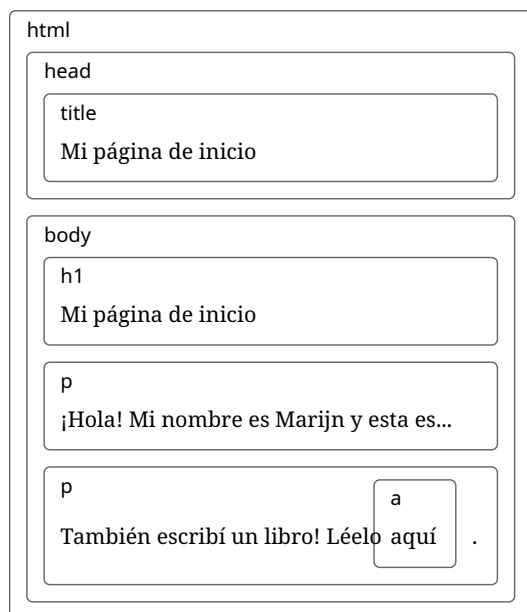 html
head
title
Mi página de inicio
body
h1
Mi página de inicio
p
¡Hola! Mi nombre es Marijn y esta es...
p
a
También escribí un libro! Léelo aquí .